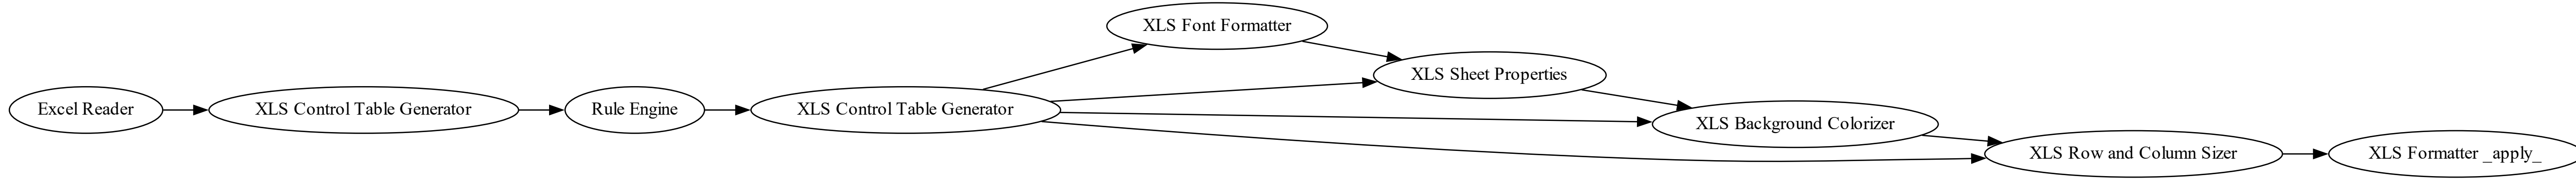 Excel Reader
XLS Control Table Generator
Rule Engine
XLS Control Table Generator
XLS Font Formatter
XLS Sheet Properties
XLS Background Colorizer
XLS Row and Column Sizer
XLS Formatter _apply_